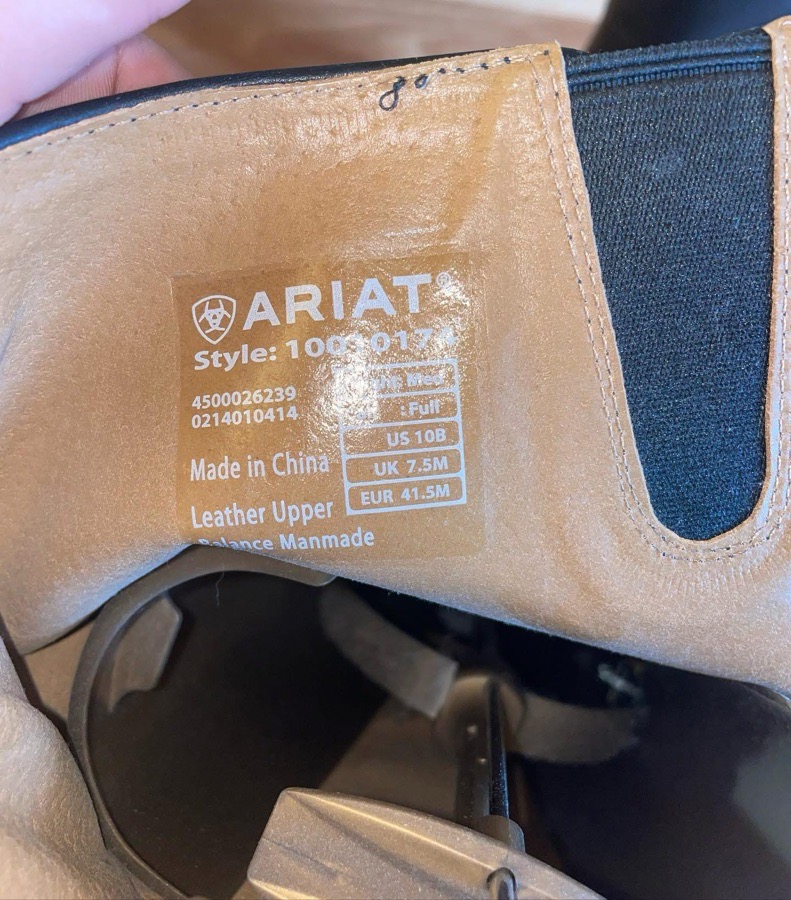 ARIAT®
Style:
4500026239
0214010414
Made in China
Leather Upper
Balance Manmade
Med
: Full
US 10B
UK 7.5M
EUR 41.5M